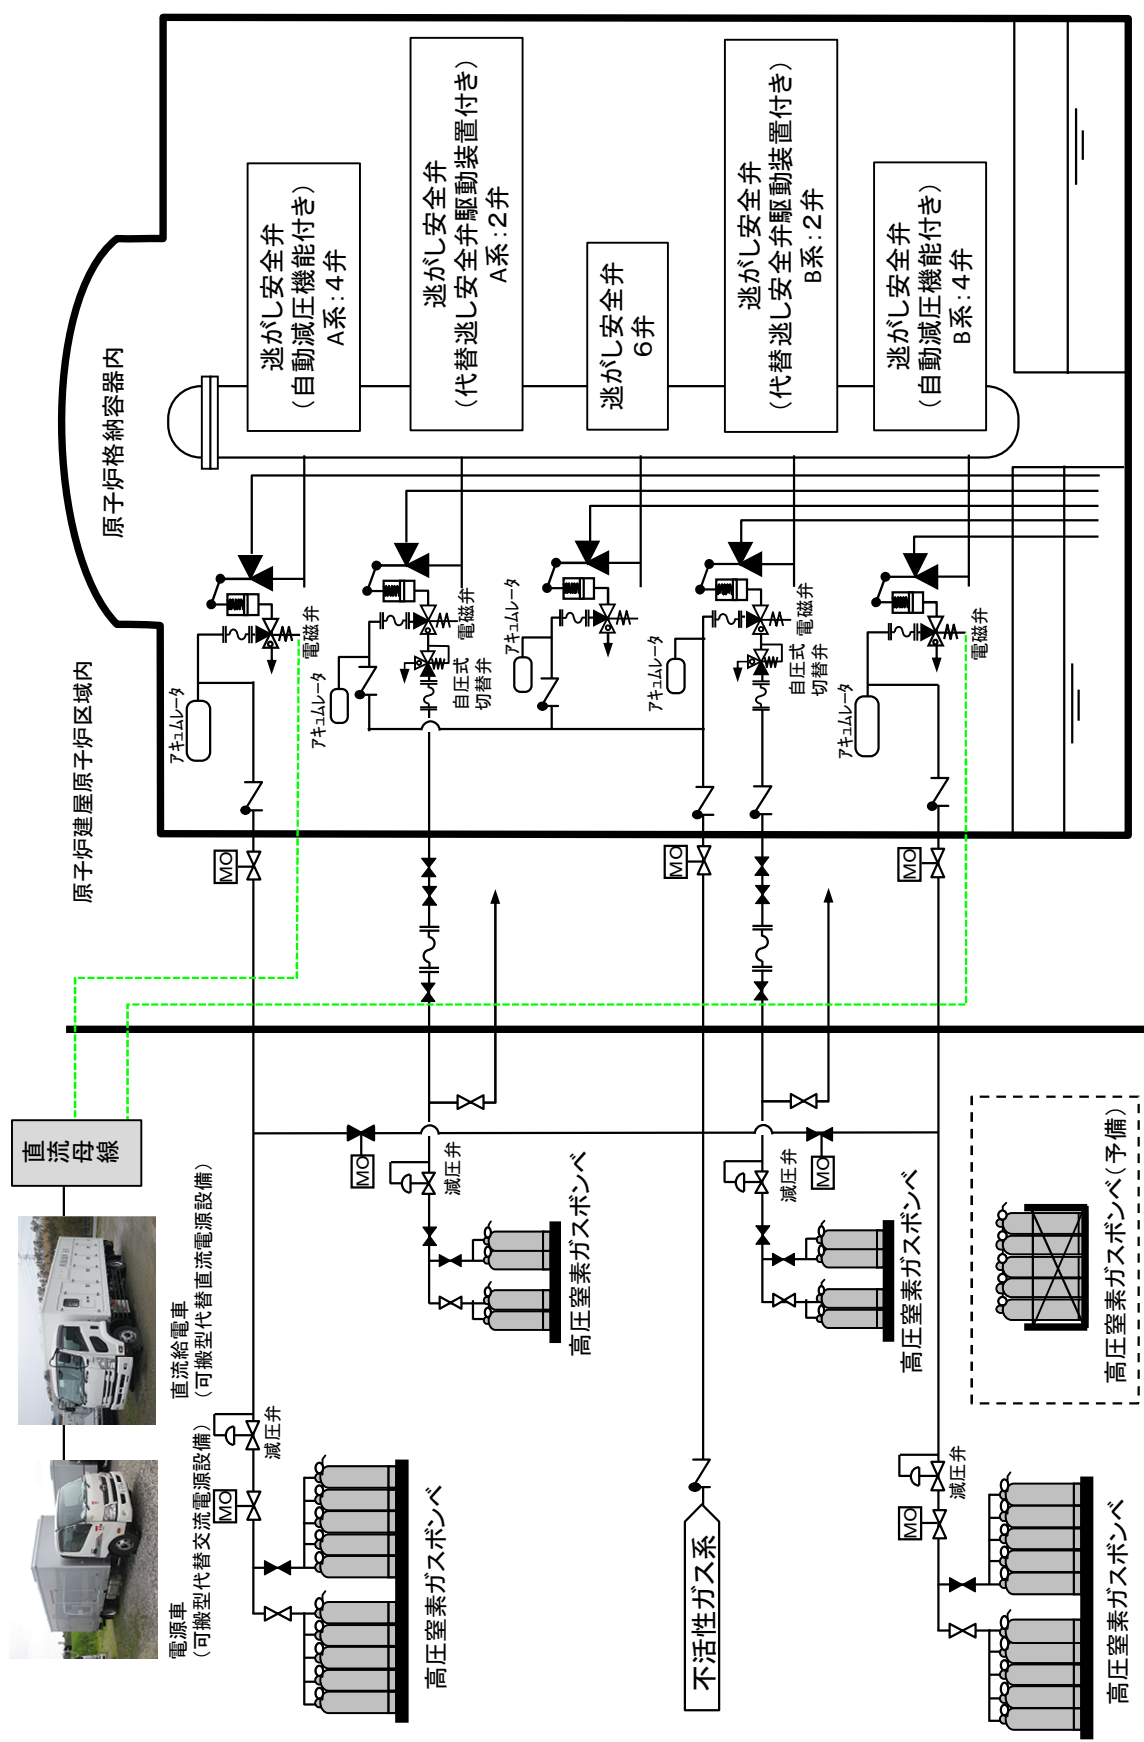 原子炉格納容器内
原子炉建屋原子炉区域内
逃がし安全弁
（自動減圧機能付き）
A系：4弁
逃がし安全弁
（代替逃し安全弁駆動装置付き）
A系：2弁
逃がし安全弁
6弁
逃がし安全弁
（代替逃し安全弁駆動装置付き）
B系：2弁
逃がし安全弁
（自動減圧機能付き）
B系：4弁
アキュムレータ
電磁弁
アキュムレータ
電磁弁
自圧式
切替弁
アキュムレータ
アキュムレータ
電磁弁
自圧式
切替弁
アキュムレータ
電磁弁
MO
MO
MO
直流母線
MO
減圧弁
高圧窒素ガスボンベ
減圧弁
MO
高圧窒素ガスボンベ
高圧窒素ガスボンベ（予備）
直流給電車
（可搬型代替直流電源設備）
電源車
（可搬型代替交流電源設備）
MO
減圧弁
高圧窒素ガスボンベ
不活性ガス系
MO
減圧弁
高圧窒素ガスボンベ